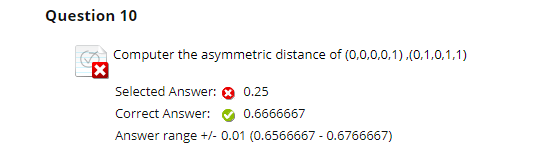 Question 10
Computer the asymmetric distance of (0,0,0,0,1) ,(0,1,0,1,1)
Selected Answer: 0.25
Correct Answer: 0.6666667
Answer range +/- 0.01 (0.6566667 - 0.6766667)